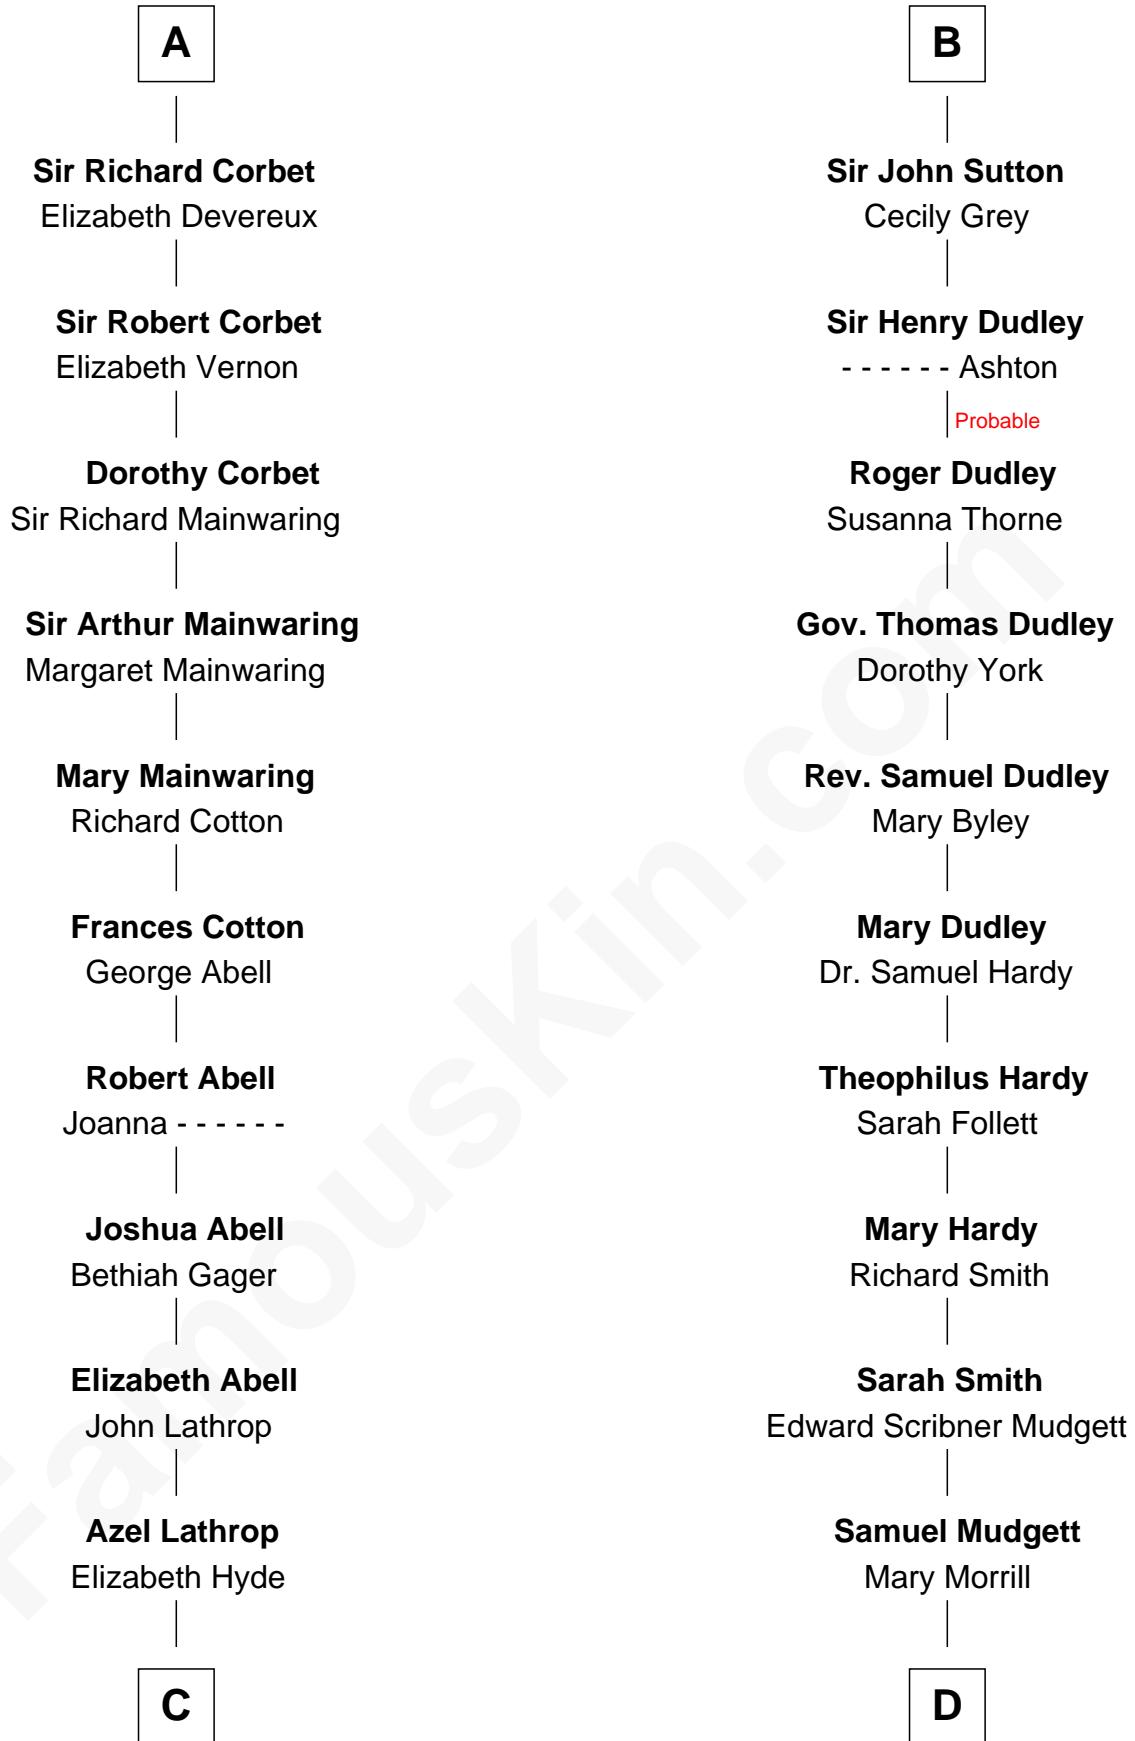 A
Sir Richard Corbet
Elizabeth Devereux
Sir Robert Corbet
Elizabeth Vernon
Dorothy Corbet
Sir Richard Mainwaring
Sir Arthur Mainwaring
Margaret Mainwaring
Mary Mainwaring
Richard Cotton
Frances Cotton
George Abell
Robert Abell
Joanna - - - - - -
Joshua Abell
Bethiah Gager
Elizabeth Abell
John Lathrop
Azel Lathrop
Elizabeth Hyde
C
B
Sir John Sutton
Cecily Grey
Sir Henry Dudley
- - - - - - Ashton
Probable
Roger Dudley
Susanna Thorne
Gov. Thomas Dudley
Dorothy York
Rev. Samuel Dudley
Mary Byley
Mary Dudley
Dr. Samuel Hardy
Theophilus Hardy
Sarah Follett
Mary Hardy
Richard Smith
Sarah Smith
Edward Scribner Mudgett
Samuel Mudgett
Mary Morrill
D
FamousKin.com